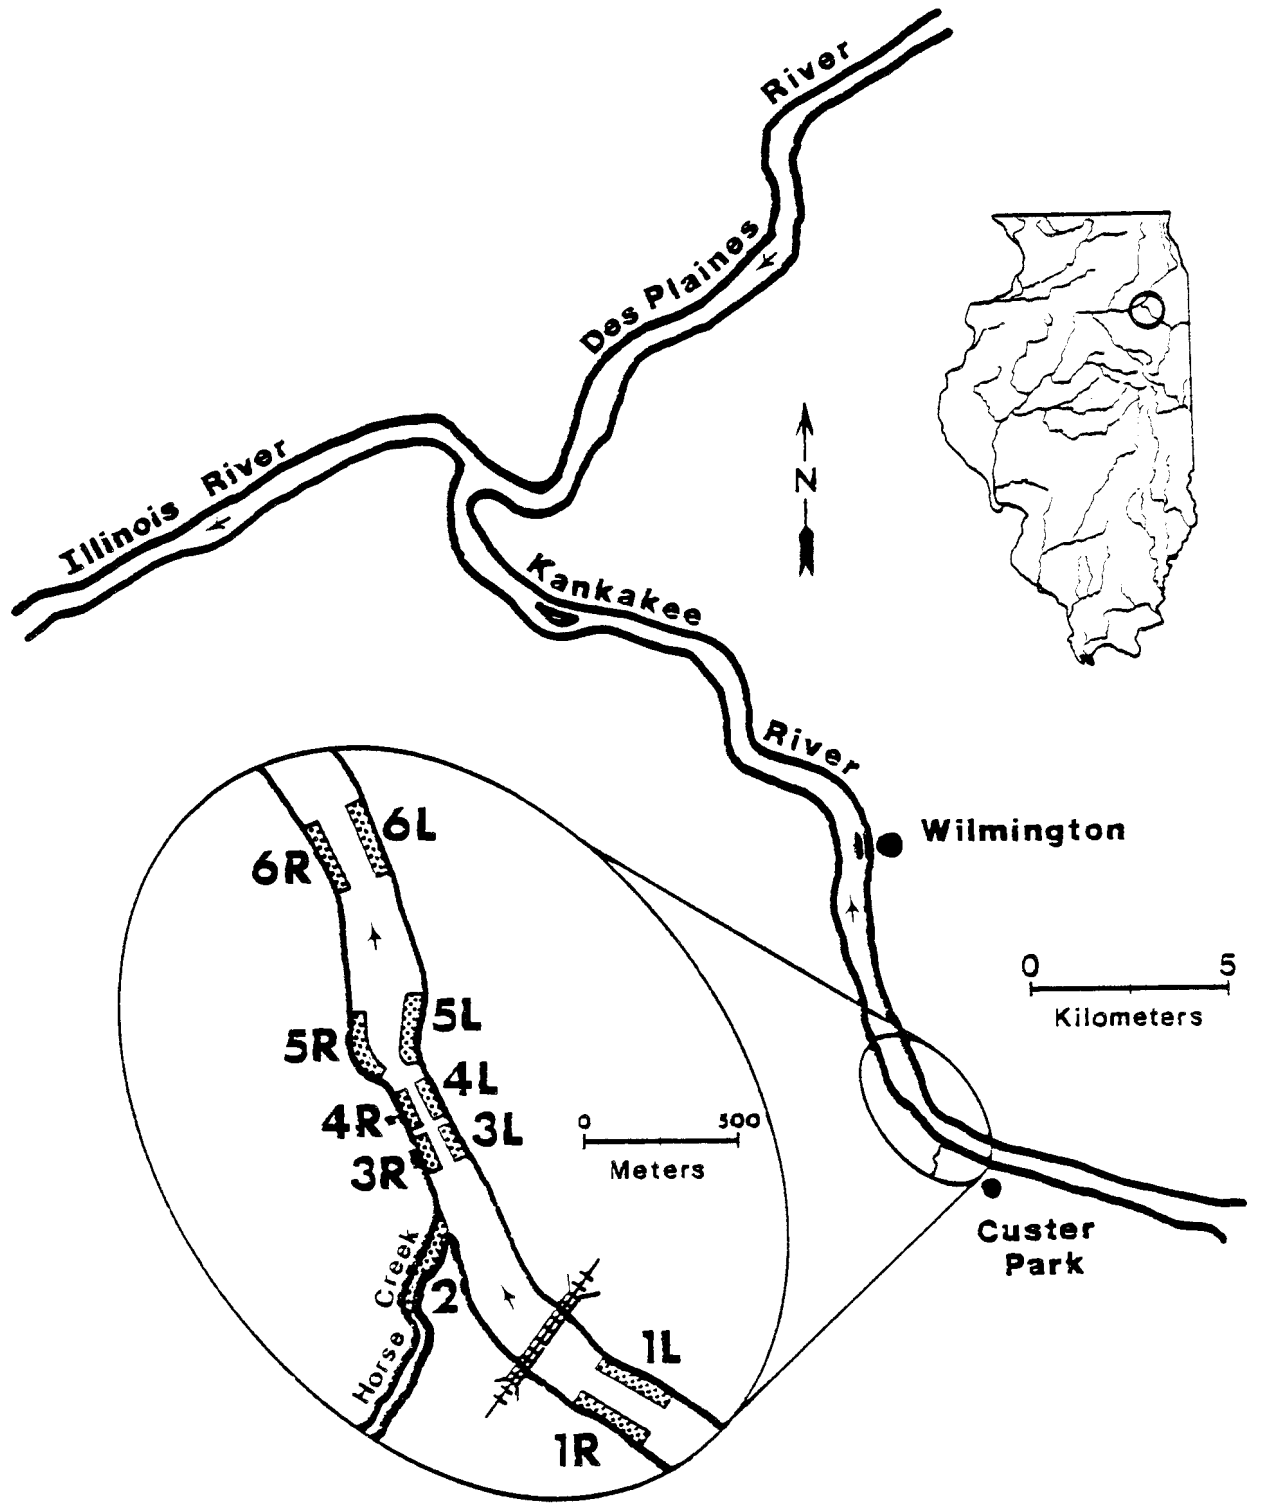 River
Des Plaines
Illinois River
N
Kankakee
River
Wilmington
0 5
Kilometers
6L
6R
5L
5R
4L
4R
3L
3R
0 500
Meters
Custer
Park
Horse Creek
2
1L
1R